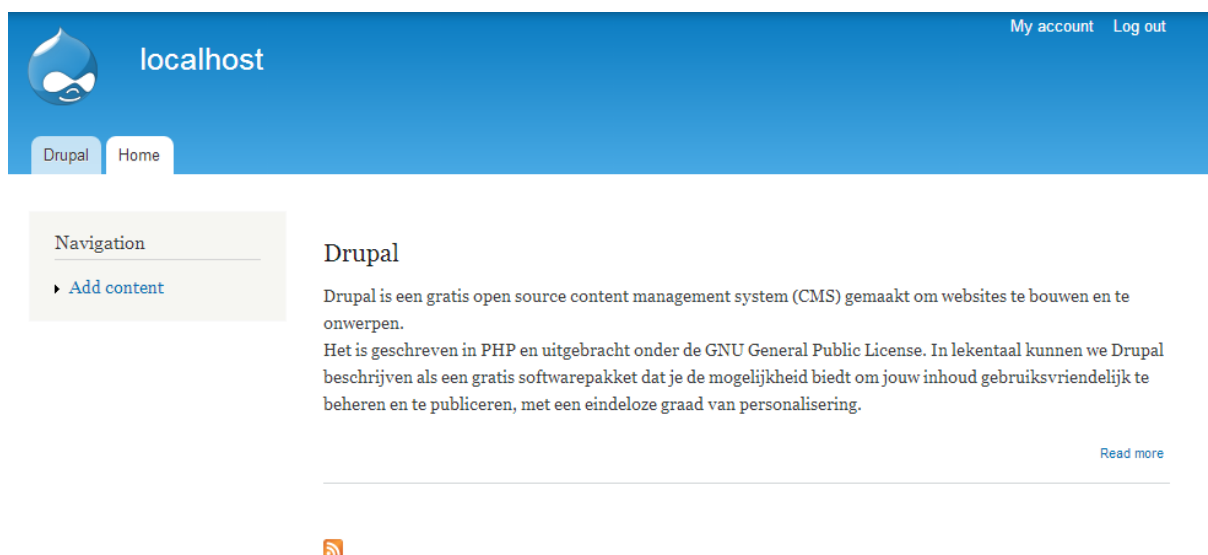 My account Log out
localhost
Drupal Home
Navigation
Add content
Drupal
Drupal is een gratis open source content management system (CMS) gemaakt om websites te bouwen en te
onwerpen.
Het is geschreven in PHP en uitgebracht onder de GNU General Public License. In lekentaal kunnen we Drupal
beschrijven als een gratis softwarepakket dat je de mogelijkheid biedt om jouw inhoud gebruiksvriendelijk te
beheren en te publiceren, met een eindeloze graad van personalisering.
Read more